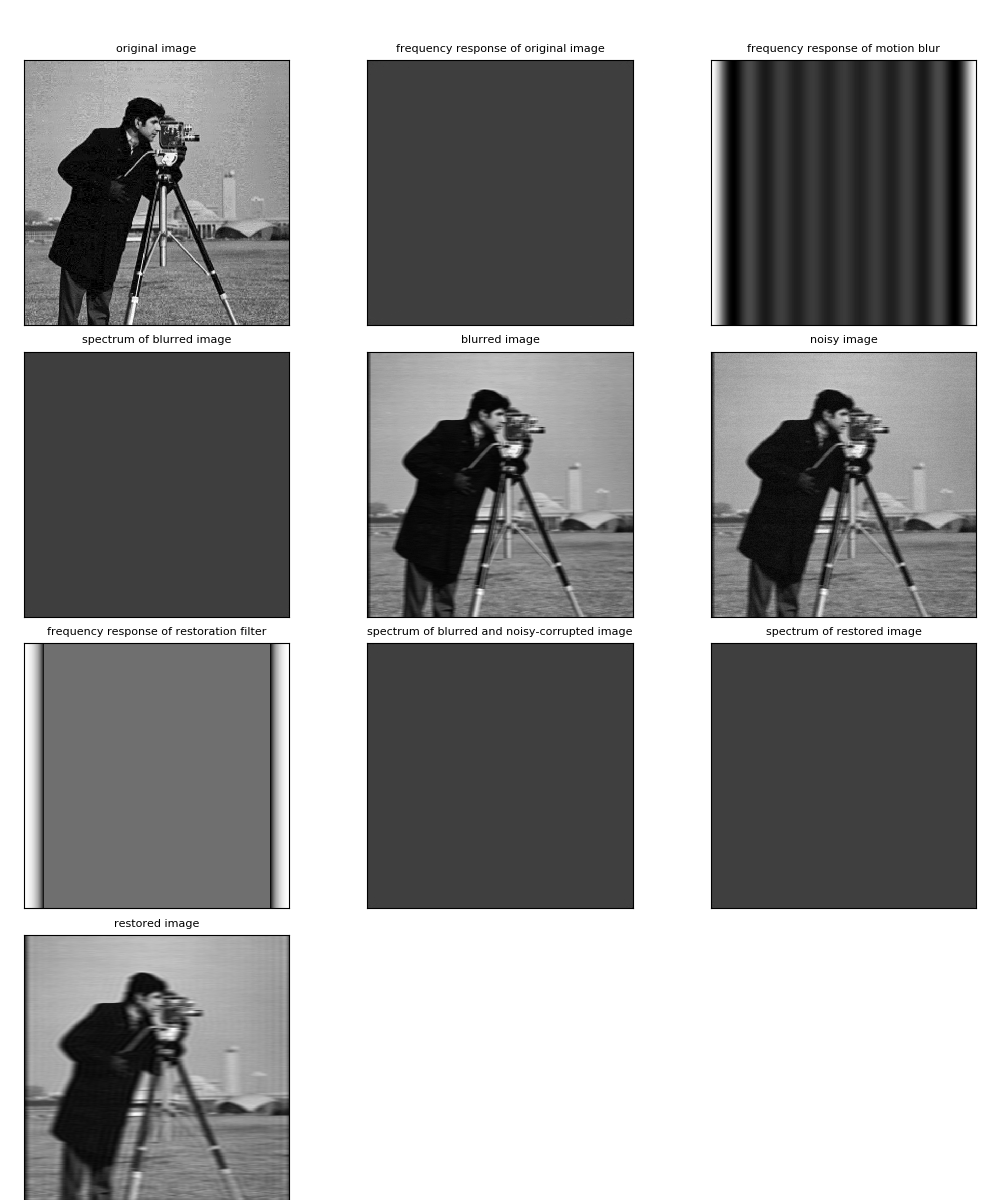 original image
frequency response of original image
frequency response of motion blur
spectrum of blurred image
blurred image
noisy image
frequency response of restoration filter
spectrum of blurred and noisy-corrupted image
spectrum of restored image
restored image